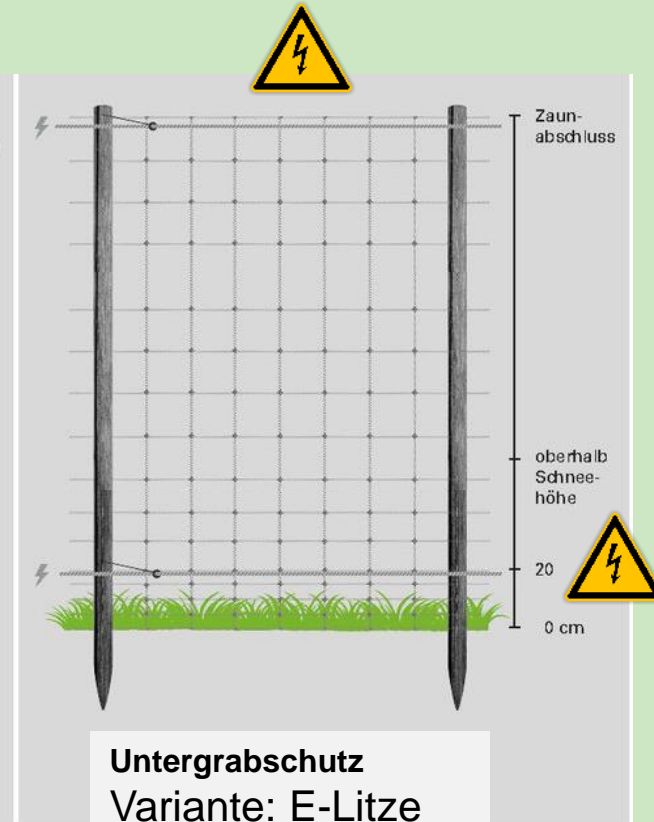 Zaun-
abschluss
oberhalb
Schnee-
höhe
20
0 cm
Untergrabschutz
Variante: E-Litze